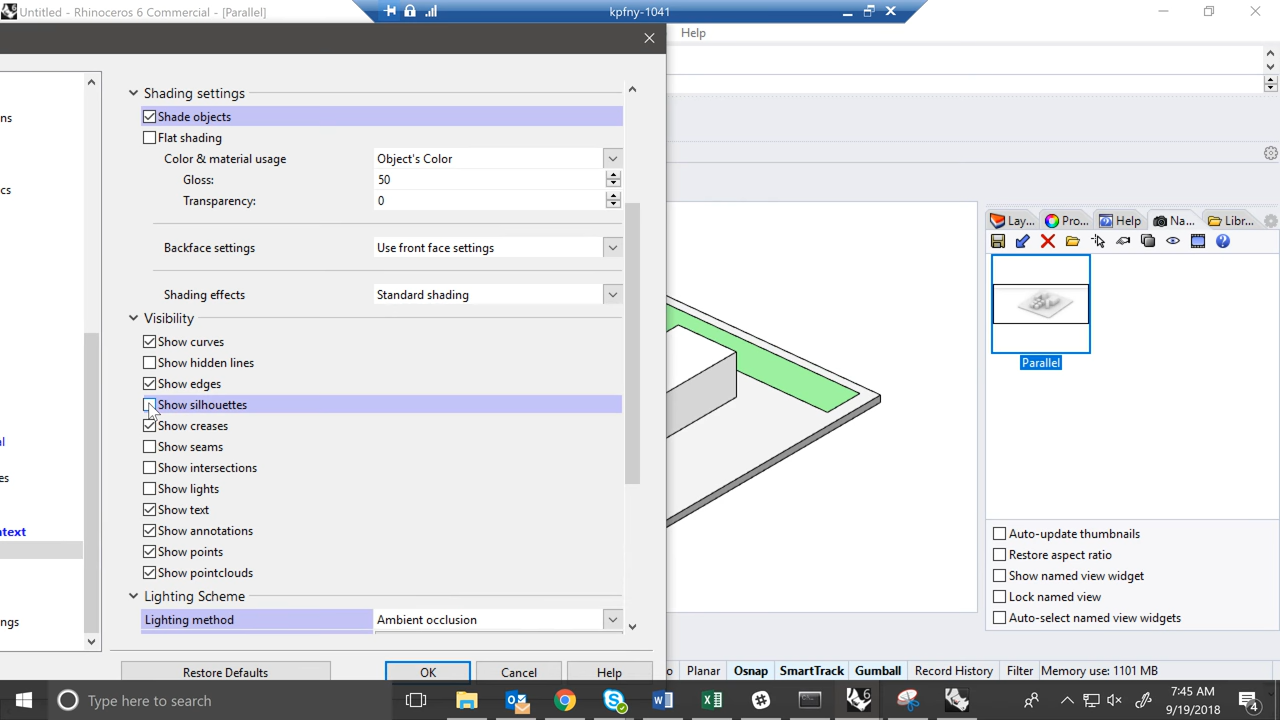 Untitled - Rhinoceros 6 Commercial - [Parallel]
kpfny-1041
Help
ns
cs
al
es
ntext
ngs
Shading settings
Shade objects
Flat shading
Color & material usage
Object's Color
Gloss:
50
Transparency:
0
Backface settings
Use front face settings
Shading effects
Standard shading
Visibility
Show curves
Show hidden lines
Show edges
Show silhouettes
Show creases
Show seams
Show intersections
Show lights
Show text
Show annotations
Show points
Show pointclouds
Lighting Scheme
Lighting method
Ambient occlusion
Restore Defaults
OK
Cancel
Help
Lay...
Pro...
Help
Na...
Libr...
Parallel
Auto-update thumbnails
Restore aspect ratio
Show named view widget
Lock named view
Auto-select named view widgets
o
Planar
Osnap
SmartTrack
Gumball
Record History
Filter
Memory use: 1101 MB
Type here to search
6
7:45 AM
9/19/2018
4